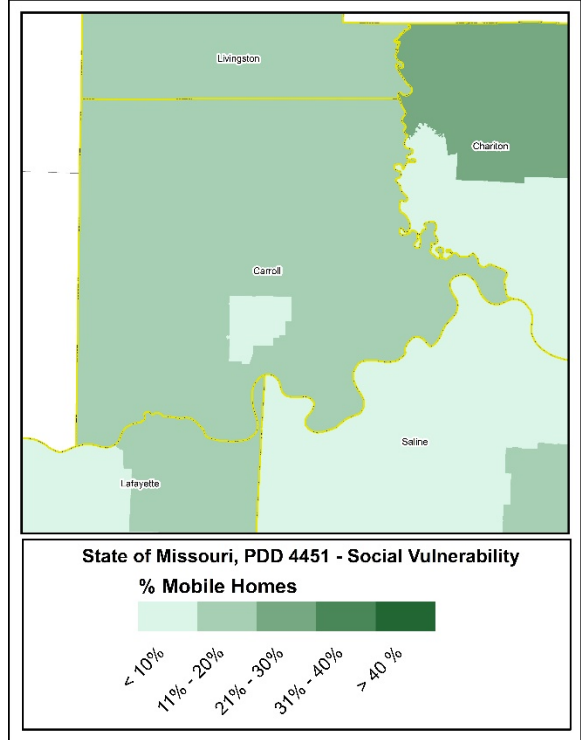 Livingston
Chariton
Carroll
Saline
Lafayette
State of Missouri, PDD 4451 - Social Vulnerability
% Mobile Homes
< 10%
11% - 20%
21% - 30%
31% - 40%
> 40 %